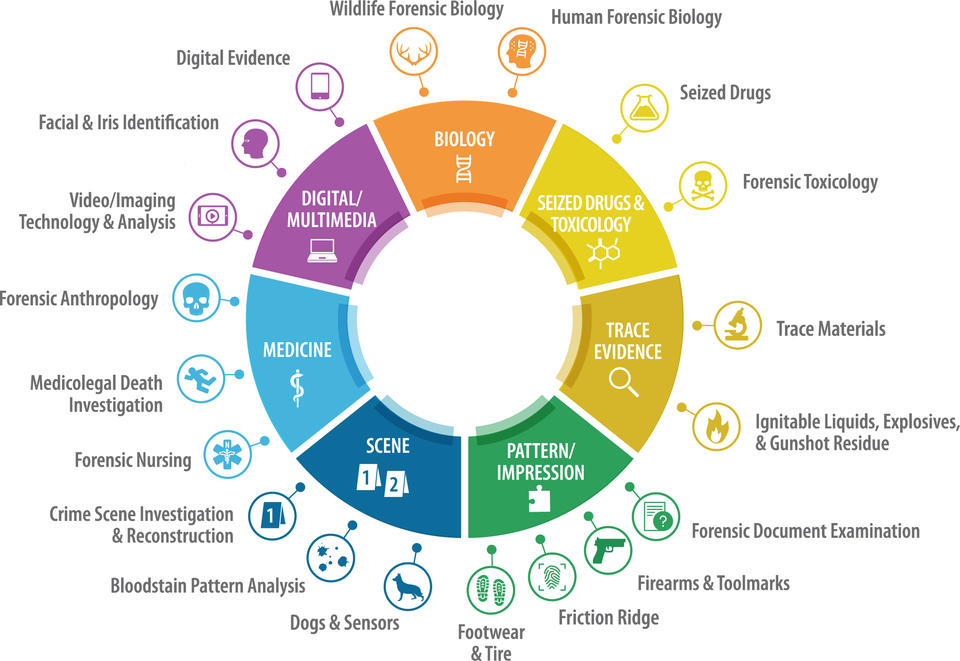 Wildlife Forensic Biology
Human Forensic Biology
Digital Evidence
Seized Drugs
Facial & Iris Identification
Forensic Toxicology
Video/Imaging
Technology & Analysis
Forensic Anthropology
Trace Materials
Medicolegal Death
Investigation
Ignitable Liquids, Explosives,
& Gunshot Residue
Forensic Nursing
Crime Scene Investigation
& Reconstruction
Forensic Document Examination
Bloodstain Pattern Analysis
Firearms & Toolmarks
Dogs & Sensors
Friction Ridge
Footwear
& Tire
BIOLOGY
SEIZED DRUGS &
TOXICOLOGY
TRACE
EVIDENCE
PATTERN/
IMPRESSION
SCENE
1
2
MEDICINE
DIGITAL/
MULTIMEDIA
1
?